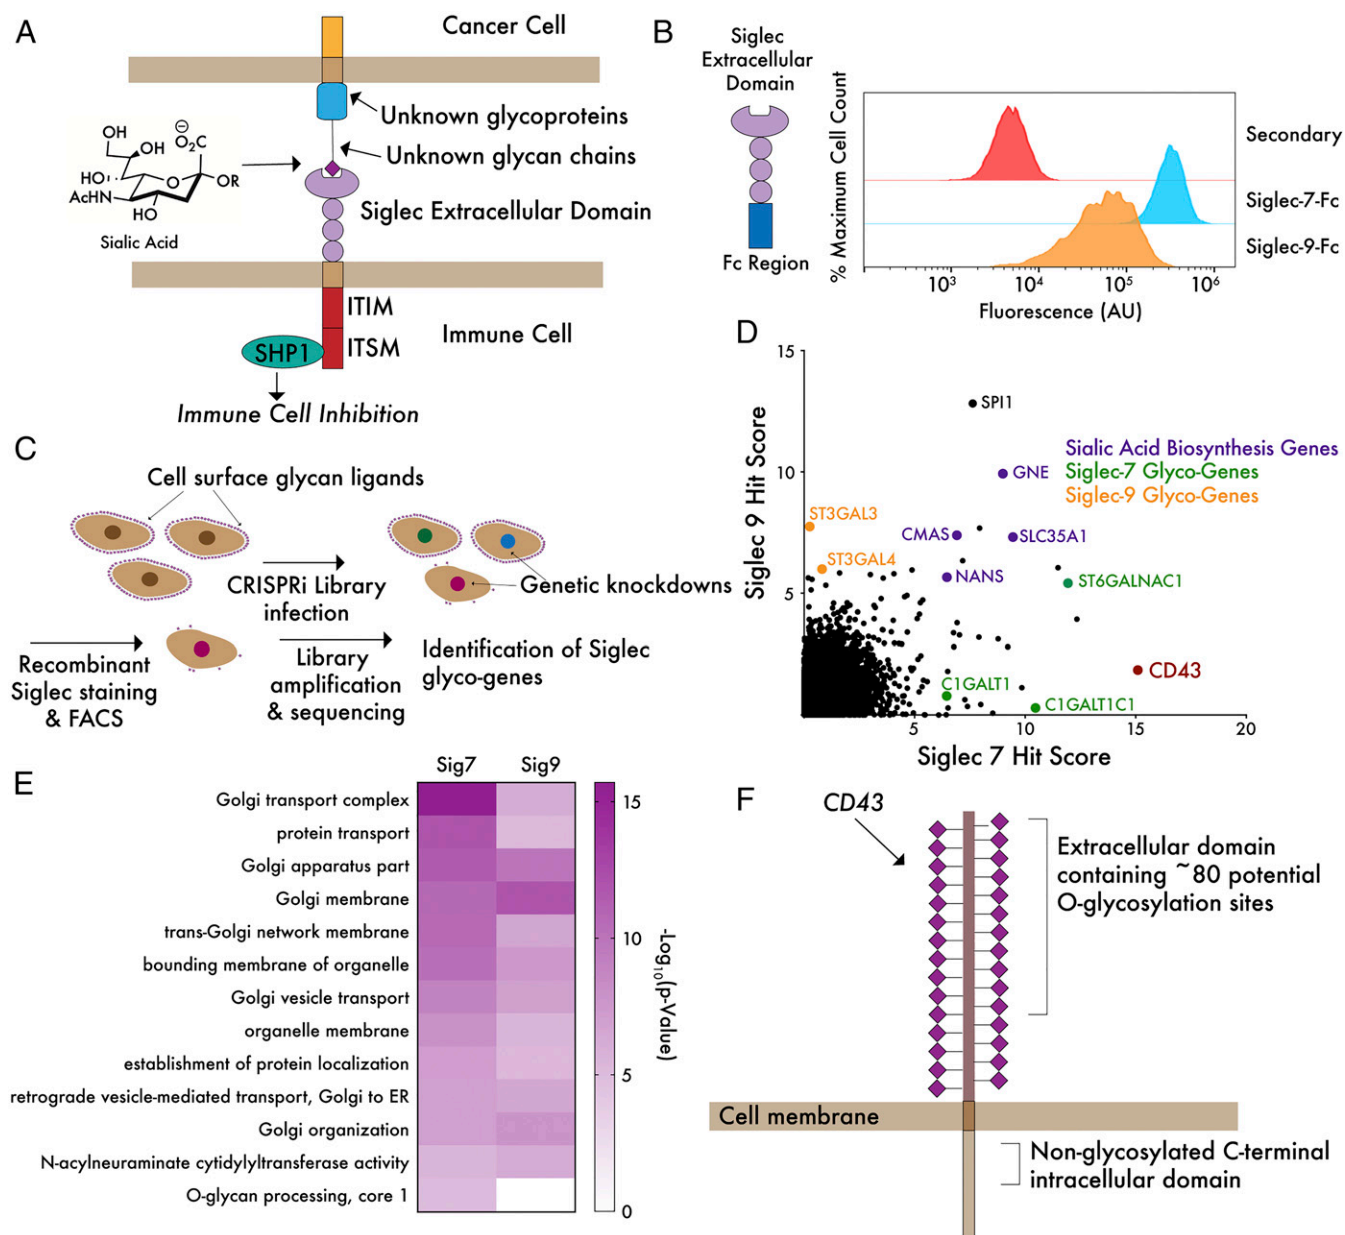 A
Cancer Cell
Unknown glycoproteins
Unknown glycan chains
OH
OH
⊖
O₂C
HO
O
OR
AcHN
HO
Sialic Acid
Siglec Extracellular Domain
ITIM
ITSM
SHP1
Immune Cell
Immune Cell Inhibition
B
Siglec
Extracellular
Domain
Fc Region
% Maximum Cell Count
Secondary
Siglec-7-Fc
Siglec-9-Fc
10³ 10⁴ 10⁵ 10⁶
Fluorescence (AU)
C
Cell surface glycan ligands
CRISPRi Library
infection
Genetic knockdowns
Recombinant
Siglec staining
& FACS
Library
amplification
& sequencing
Identification of Siglec
glyco-genes
D
Siglec 9 Hit Score
15
10
5
SPI1
Sialic Acid Biosynthesis Genes
Siglec-7 Glyco-Genes
Siglec-9 Glyco-Genes
GNE
ST3GAL3
CMAS
SLC35A1
ST3GAL4
NANS
ST6GALNAC1
CD43
C1GALT1
C1GALT1C1
5 10 15 20
Siglec 7 Hit Score
E
Sig7 Sig9
Golgi transport complex
protein transport
Golgi apparatus part
Golgi membrane
trans-Golgi network membrane
bounding membrane of organelle
Golgi vesicle transport
organelle membrane
establishment of protein localization
retrograde vesicle-mediated transport, Golgi to ER
Golgi organization
N-acylneuraminate cytidylyltransferase activity
O-glycan processing, core 1
15
10
5
0
-Log₁₀(p-Value)
F
CD43
Extracellular domain
containing ~80 potential
O-glycosylation sites
Cell membrane
Non-glycosylated C-terminal
intracellular domain